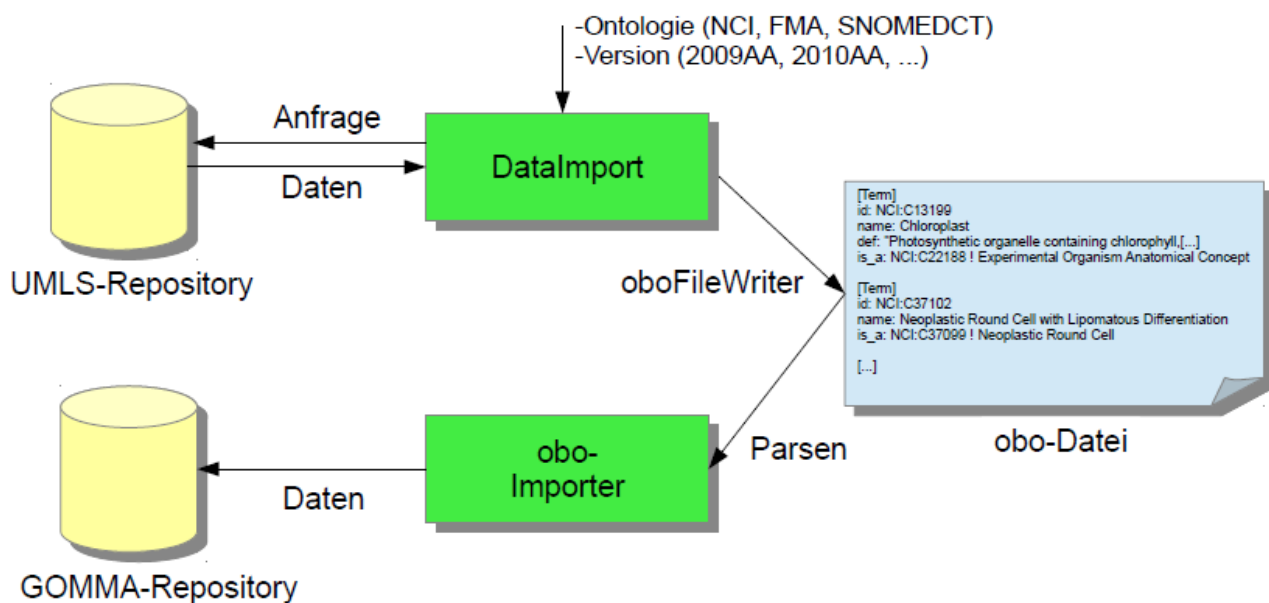 -Ontologie (NCI, FMA, SNOMEDCT)
-Version (2009AA, 2010AA, ...)
Anfrage
DataImport
Daten
UMLS-Repository
oboFileWriter
[Term]
id: NCI:C13199
name: Chloroplast
def: "Photosynthetic organelle containing chlorophyll,[...]
is_a: NCI:C22188 ! Experimental Organism Anatomical Concept
[Term]
id: NCI:C37102
name: Neoplastic Round Cell with Lipomatous Differentiation
is_a: NCI:C37099 ! Neoplastic Round Cell
[...]
obo-Datei
Parsen
obo-
Importer
Daten
GOMMA-Repository